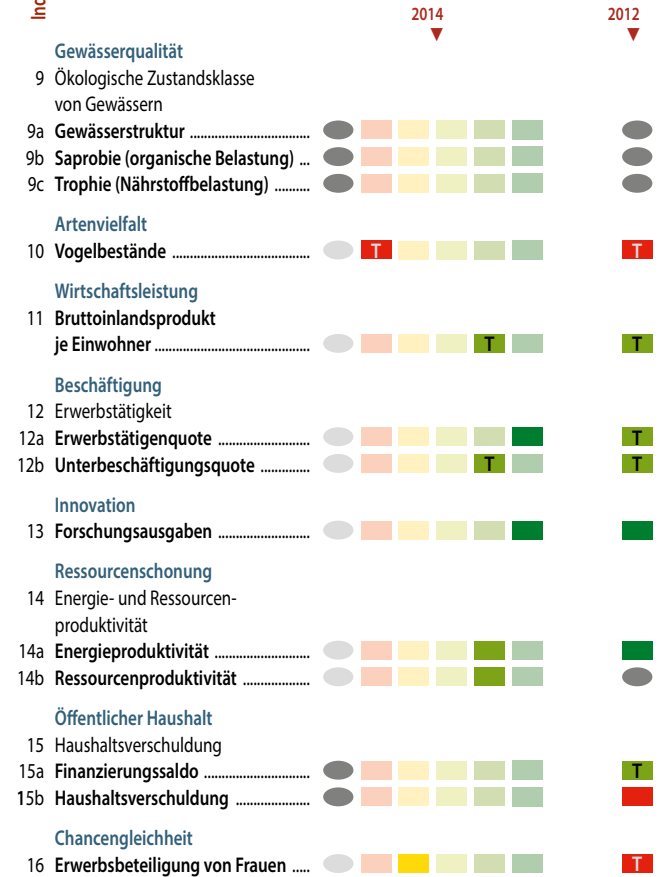 Ind
2014 2012
▼ ▼
Gewässerqualität
9 Ökologische Zustandsklasse
von Gewässern
9a Gewässerstruktur .................................
9b Saprobie (organische Belastung) ...
9c Trophie (Nährstoffbelastung) ..........
Artenvielfalt
10 Vogelbestände ...................................... T T
Wirtschaftsleistung
11 Bruttoinlandsprodukt
je Einwohner ........................................... T T
Beschäftigung
12 Erwerbstätigkeit
12a Erwerbstätigenquote .......................... T
12b Unterbeschäftigungsquote .............. T T
Innovation
13 Forschungsausgaben ..........................
Ressourcenschonung
14 Energie- und Ressourcen-
produktivität
14a Energieproduktivität ...........................
14b Ressourcenproduktivität ...................
Öffentlicher Haushalt
15 Haushaltsverschuldung
15a Finanzierungssaldo .............................. T
15b Haushaltsverschuldung .....................
Chancengleichheit
16 Erwerbsbeteiligung von Frauen ..... T